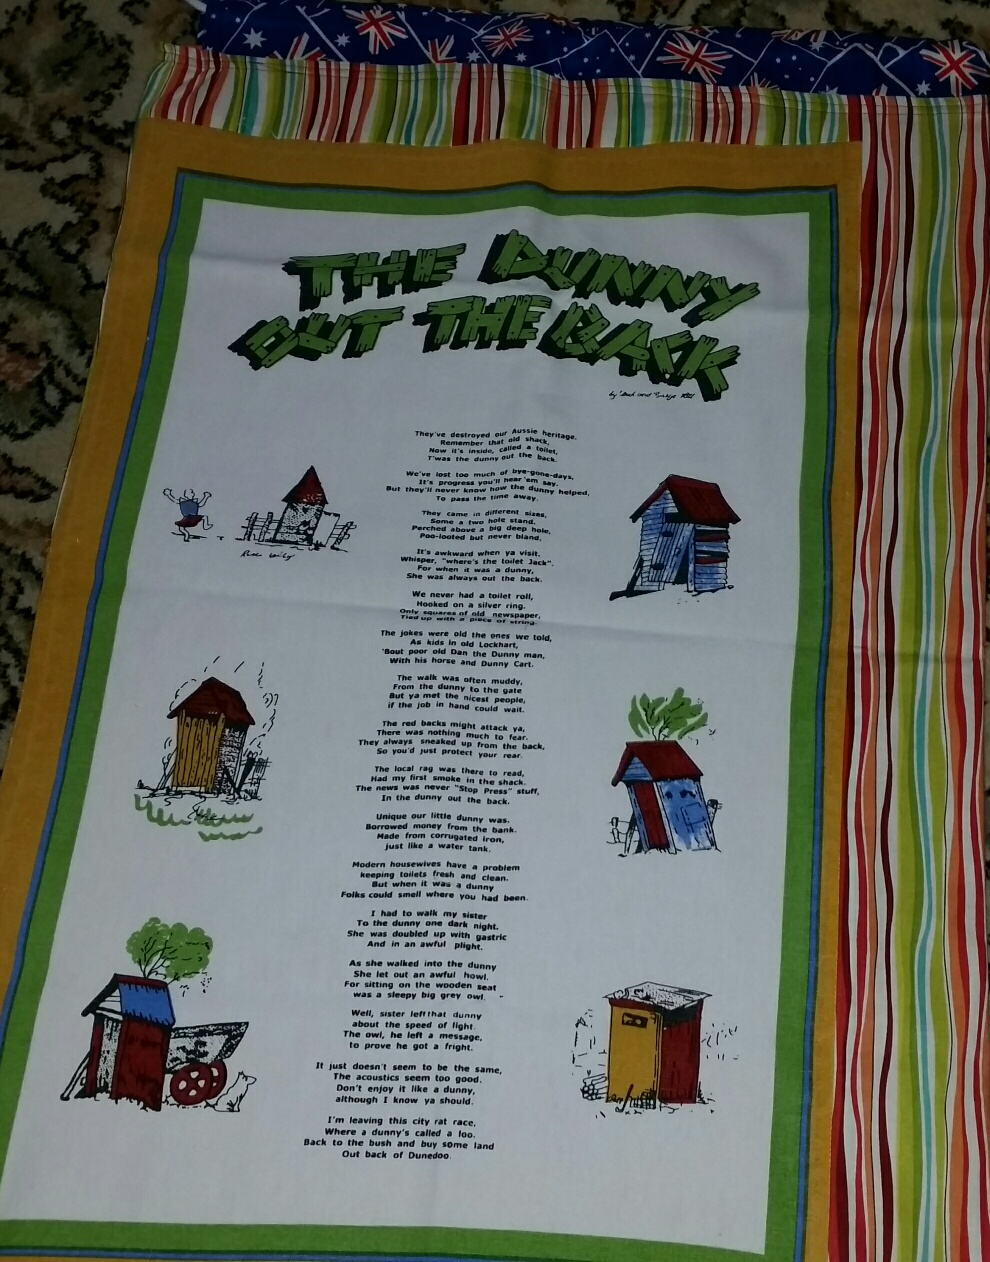 THE DUNNY
OUT THE BACK
by
They've destroyed our Aussie heritage.
Remember that old shack,
Now it's inside, called a toilet,
T'was the dunny out the back.
We've lost too much of bye-gone-days,
It's progress you'll hear 'em say.
But they'll never know how the dunny helped,
To pass the time away.
They came in different sizes,
Some a two hole stand,
Perched above a big deep hole,
Poo-looted but never bland.
It's awkward when ya visit,
Whisper, "where's the toilet Jack".
For when it was a dunny,
She was always out the back.
We never had a toilet roll,
Hooked on a silver ring.
Only squares of old newspaper,
Tied up with a piece of string.
The jokes were old the ones we told,
As kids in old Lockhart,
'Bout poor old Dan the Dunny man,
With his horse and Dunny Cart.
The walk was often muddy,
From the dunny to the gate
But ya met the nicest people,
if the job in hand could wait.
The red backs might attack ya,
There was nothing much to fear.
They always sneaked up from the back,
So you'd just protect your rear.
The local rag was there to read,
Had my first smoke in the shack.
The news was never "Stop Press" stuff,
In the dunny out the back.
Unique our little dunny was.
Borrowed money from the bank.
Made from corrugated iron,
just like a water tank.
Modern housewives have a problem
keeping toilets fresh and clean.
But when it was a dunny
Folks could smell where you had been.
I had to walk my sister
To the dunny one dark night.
She was doubled up with gastric
And in an awful plight.
As she walked into the dunny
She let out an awful howl.
For sitting on the wooden seat
was a sleepy big grey owl.
Well, sister left that dunny
about the speed of light.
The owl, he left a message,
to prove he got a fright.
It just doesn't seem to be the same,
The acoustics seem too good.
Don't enjoy it like a dunny,
although I know ya should.
I'm leaving this city rat race,
Where a dunny's called a loo.
Back to the bush and buy some land
Out back of Dunedoo.